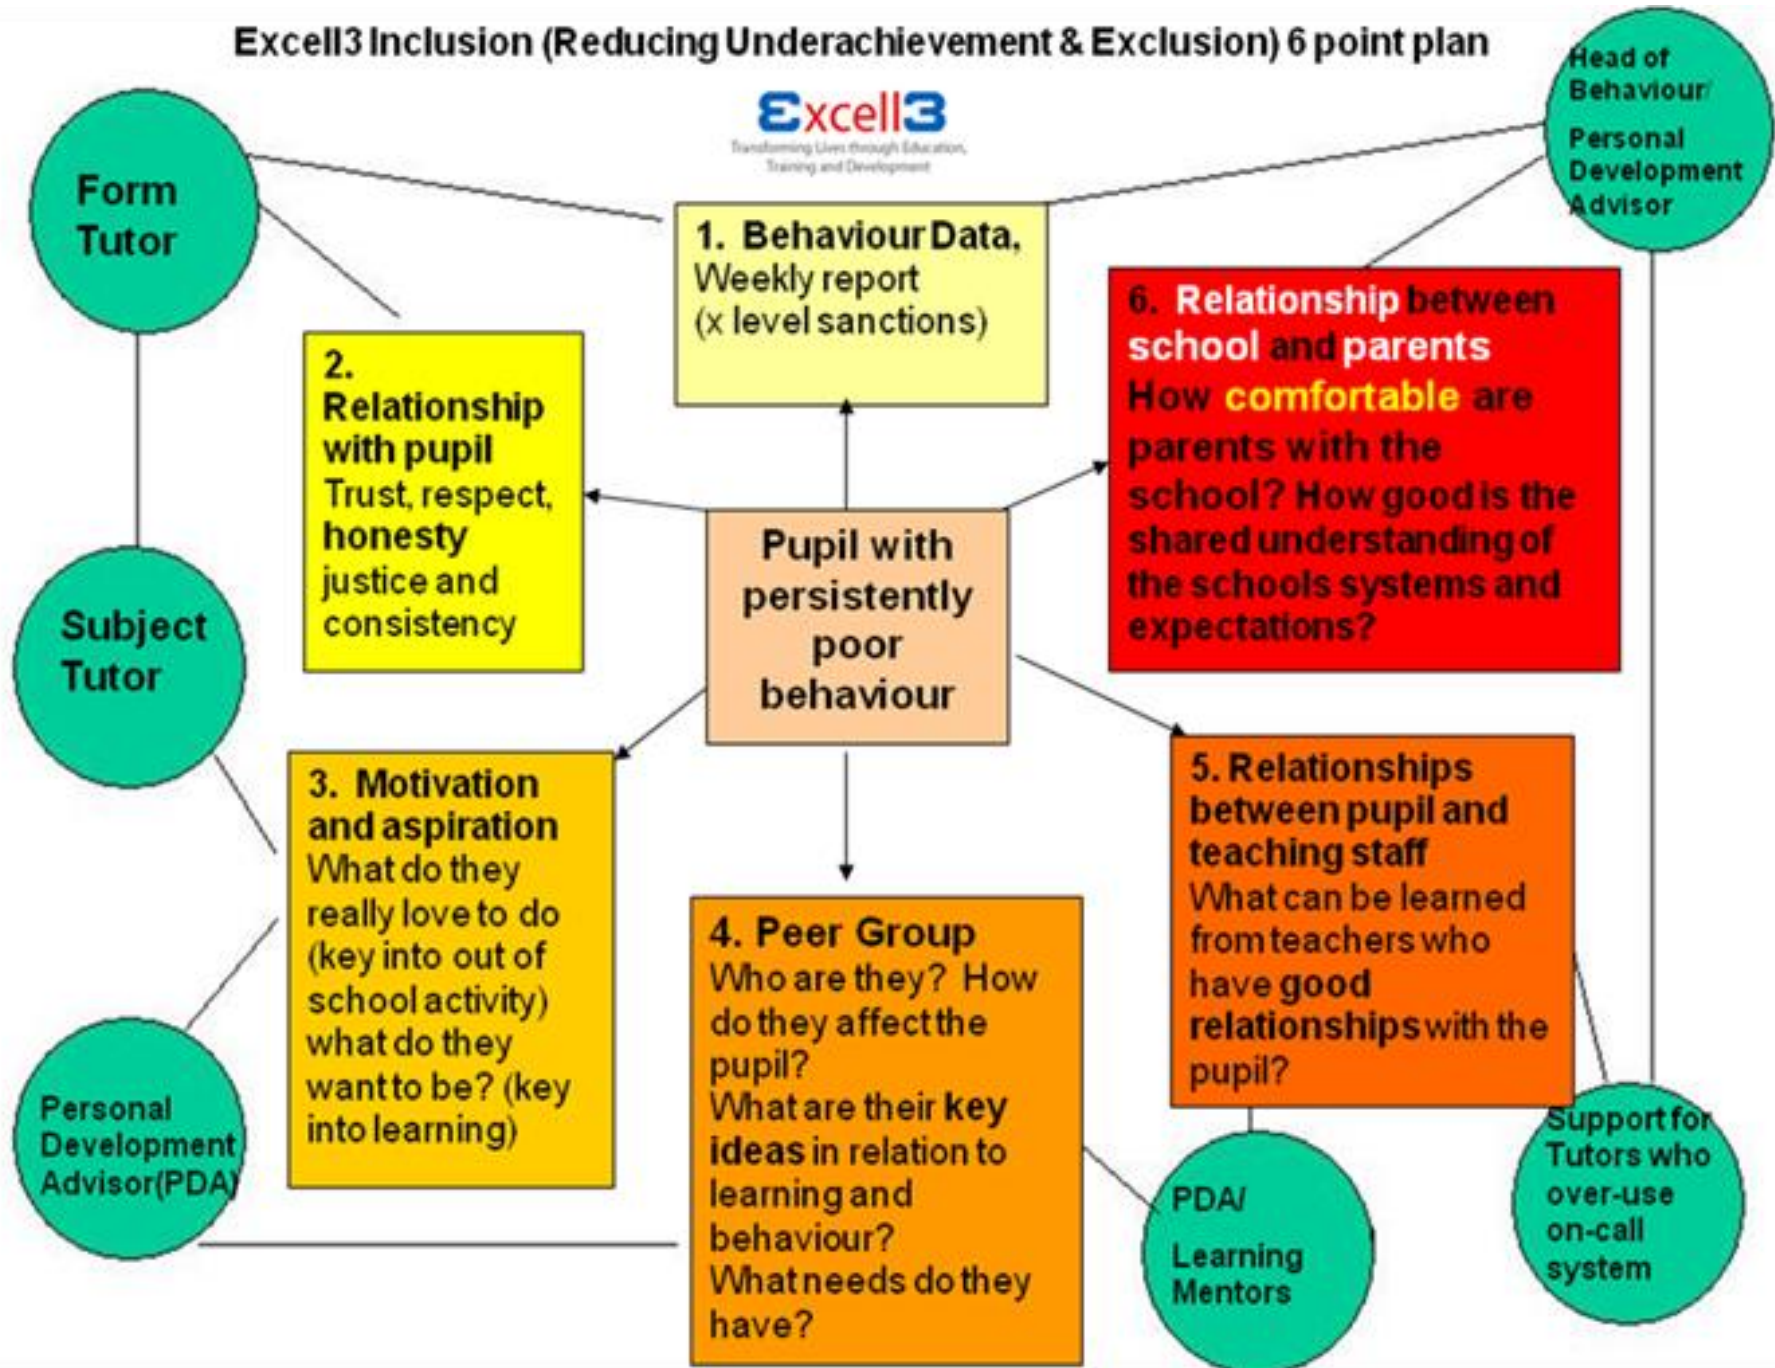 Excell3 Inclusion (Reducing Underachievement & Exclusion) 6 point plan
Excell3
Transforming Lives through Education,
Training and Development
Form
Tutor
Head of
Behaviour/
Personal
Development
Advisor
1. Behaviour Data,
Weekly report
(x level sanctions)
2.
Relationship
with pupil
Trust, respect,
honesty
justice and
consistency
6. Relationship between
school and parents
How comfortable are
parents with the
school? How good is the
shared understanding of
the schools systems and
expectations?
Pupil with
persistently
poor
behaviour
Subject
Tutor
3. Motivation
and aspiration
What do they
really love to do
(key into out of
school activity)
what do they
want to be? (key
into learning)
4. Peer Group
Who are they? How
do they affect the
pupil?
What are their key
ideas in relation to
learning and
behaviour?
What needs do they
have?
5. Relationships
between pupil and
teaching staff
What can be learned
from teachers who
have good
relationships with the
pupil?
Personal
Development
Advisor(PDA)
PDA/
Learning
Mentors
Support for
Tutors who
over-use
on-call
system